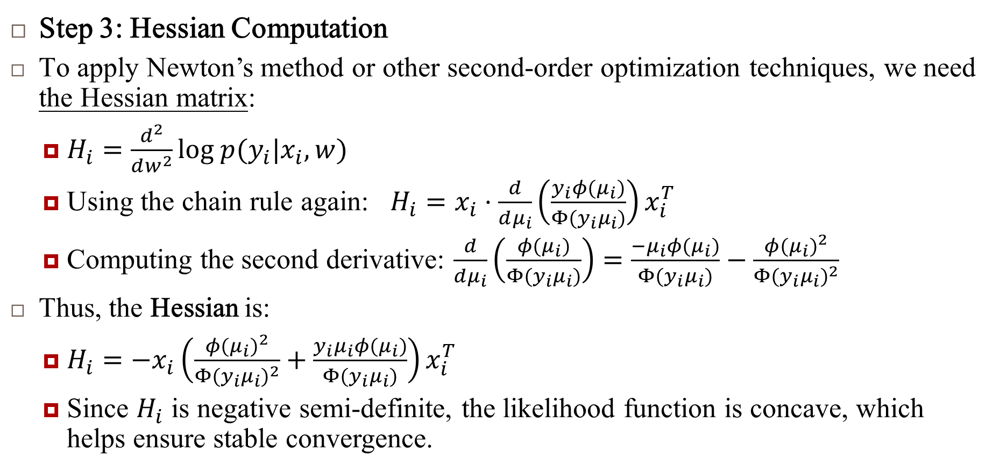 Step 3: Hessian Computation
To apply Newton’s method or other second-order optimization techniques, we need
the Hessian matrix:
$H_i = \frac{d^2}{dw^2} \log p(y_i|x_i, w)$
Using the chain rule again: $H_i = x_i \cdot \frac{d}{d\mu_i} \left( \frac{y_i\phi(\mu_i)}{\Phi(y_i\mu_i)} \right) x_i^T$
Computing the second derivative: $\frac{d}{d\mu_i} \left( \frac{\phi(\mu_i)}{\Phi(y_i\mu_i)} \right) = \frac{-\mu_i\phi(\mu_i)}{\Phi(y_i\mu_i)} - \frac{\phi(\mu_i)^2}{\Phi(y_i\mu_i)^2}$
Thus, the Hessian is:
$H_i = -x_i \left( \frac{\phi(\mu_i)^2}{\Phi(y_i\mu_i)^2} + \frac{y_i\mu_i\phi(\mu_i)}{\Phi(y_i\mu_i)} \right) x_i^T$
Since $H_i$ is negative semi-definite, the likelihood function is concave, which
helps ensure stable convergence.